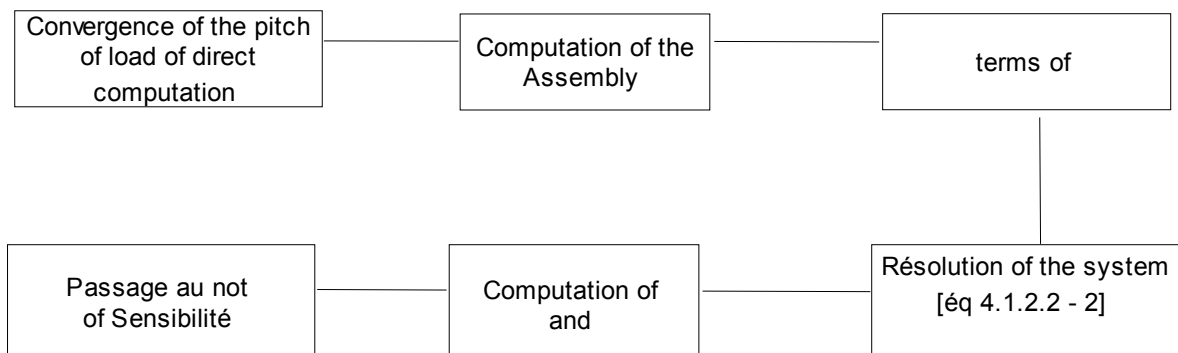 Convergence of the pitch
of load of direct
computation
Computation of the
Assembly
terms of
Résolution of the system
[éq 4.1.2.2 - 2]
Computation of
and
Passage au not
of Sensibilité